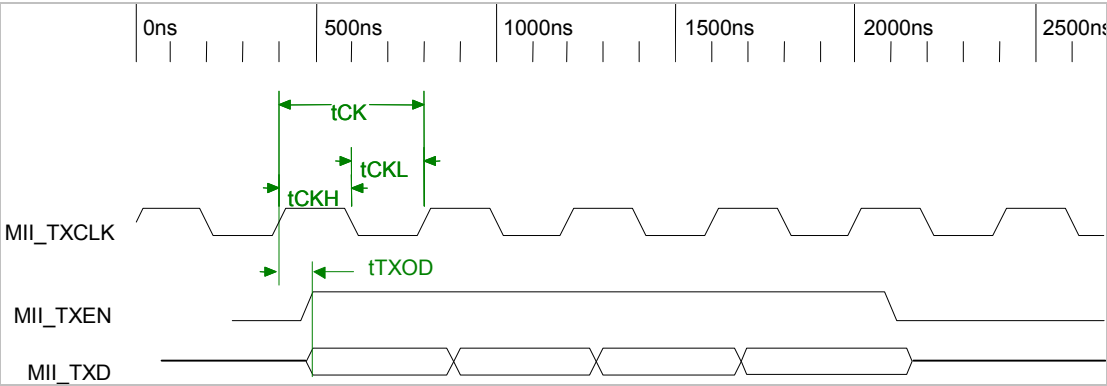 0ns 500ns 1000ns 1500ns 2000ns 2500ns
tCK
tCKL
tCKH
MII_TXCLK
tTXOD
MII_TXEN
MII_TXD